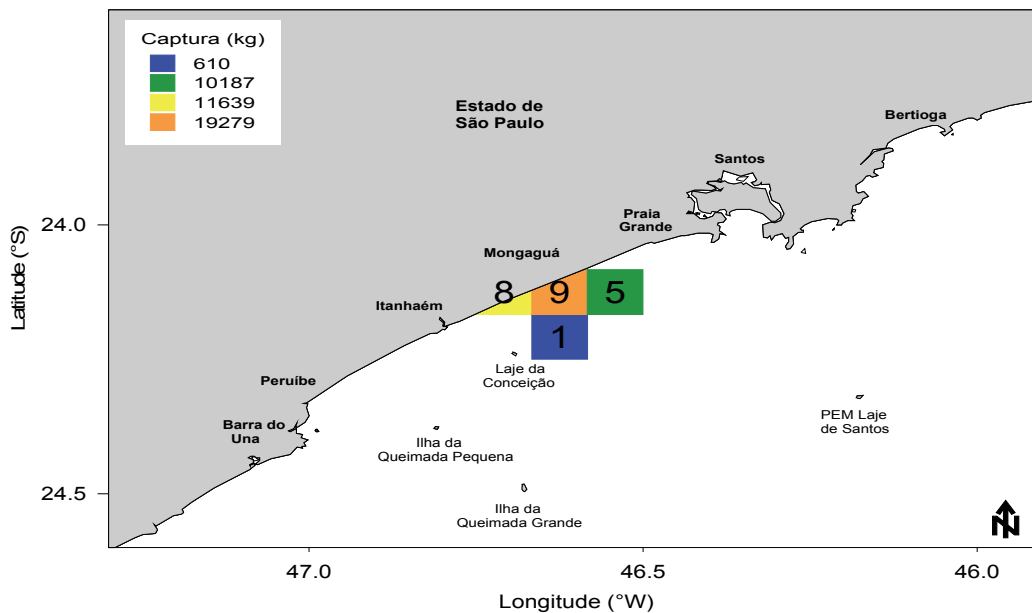 Captura (kg)
610
10187
11639
19279
Estado de
São Paulo
Bertioga
Santos
Praia
Grande
Mongaguá
Itanhaém
Peruíbe
Barra do
Una
8
9
5
1
Laje da
Conceição
Ilha da
Queimada Pequena
Ilha da
Queimada Grande
PEM Laje
de Santos
N
24.0
24.5
Latitude (°S)
47.0
46.5
46.0
Longitude (°W)